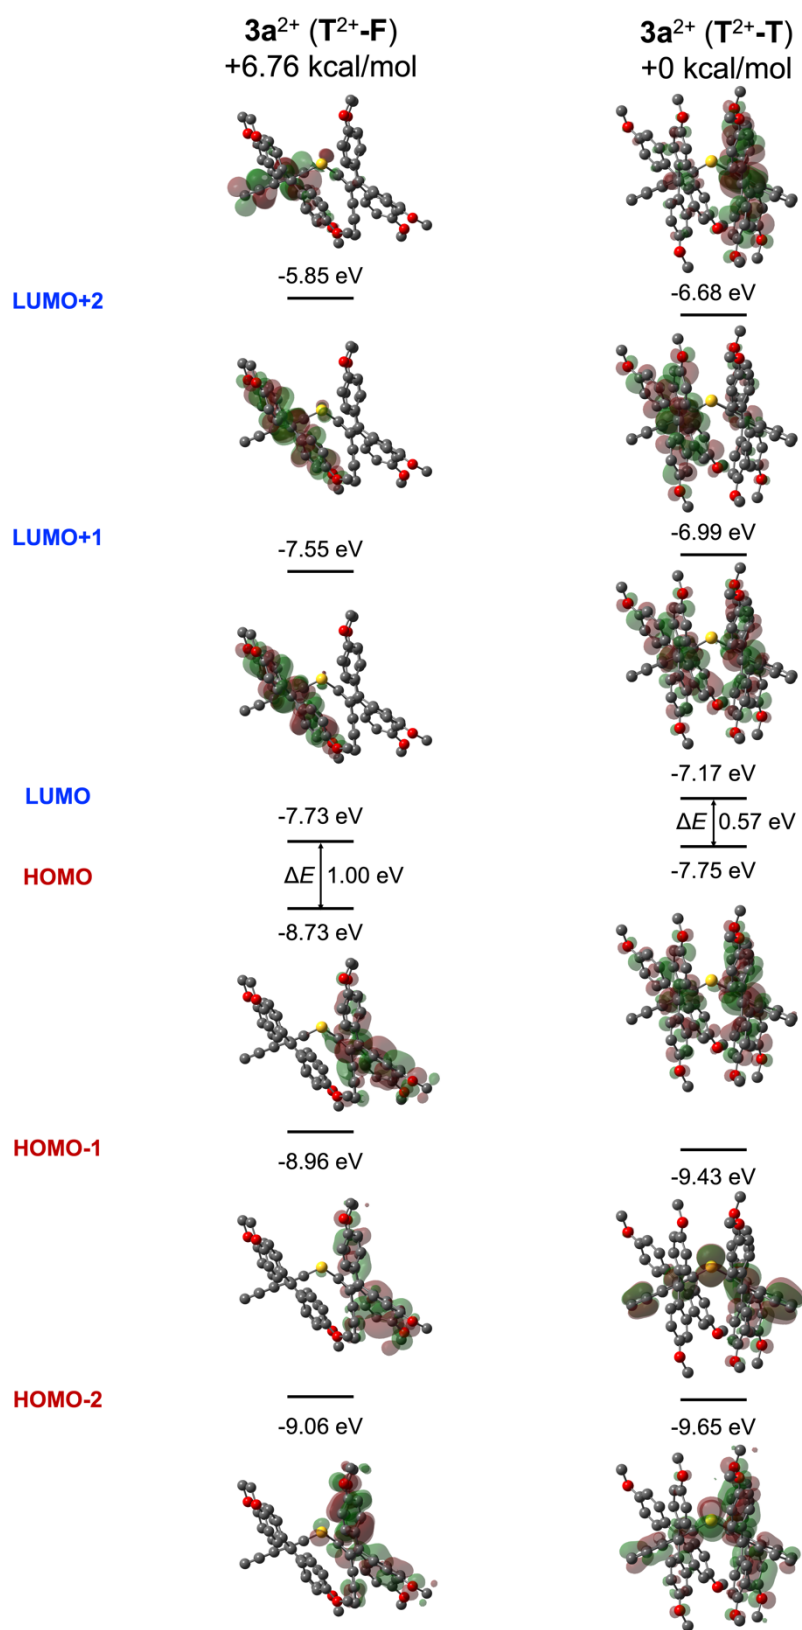 3a²⁺ (T²⁺-F) 3a²⁺ (T²⁺-T)
+6.76 kcal/mol +0 kcal/mol
-5.85 eV -6.68 eV
LUMO+2
-7.55 eV -6.99 eV
LUMO+1
-7.73 eV -7.17 eV
LUMO
ΔE 1.00 eV ΔE 0.57 eV
HOMO
-8.73 eV -7.75 eV
HOMO-1
-8.96 eV -9.43 eV
HOMO-2
-9.06 eV -9.65 eV